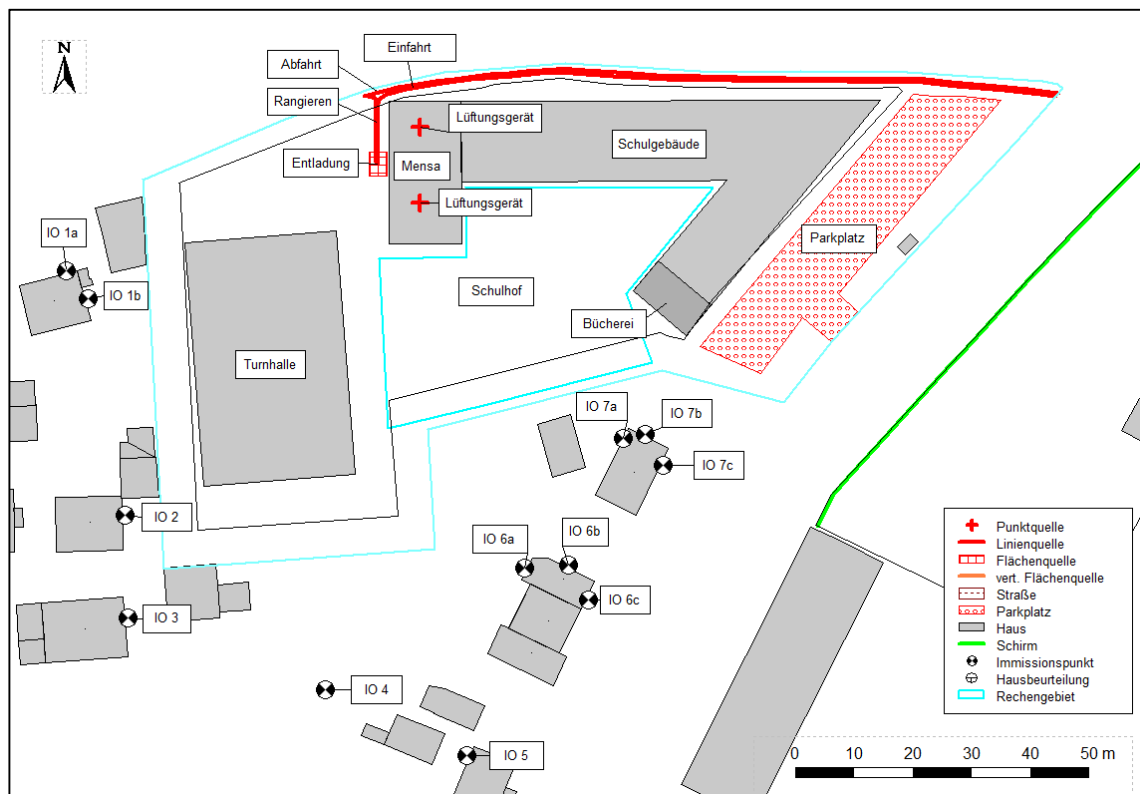 N
Einfahrt
Abfahrt
Rangieren
Lüftungsgerät
Schulgebäude
Entladung
Mensa
Lüftungsgerät
IO 1a
Parkplatz
IO 1b
Schulhof
Bücherei
Turnhalle
IO 7a
IO 7b
IO 7c
IO 2
IO 6a
IO 6b
IO 6c
IO 3
IO 4
IO 5
Punktquelle
Linienquelle
Flächenquelle
vert. Flächenquelle
Straße
Parkplatz
Haus
Schirm
Immissionspunkt
Hausbeurteilung
Rechengebiet
0 10 20 30 40 50 m